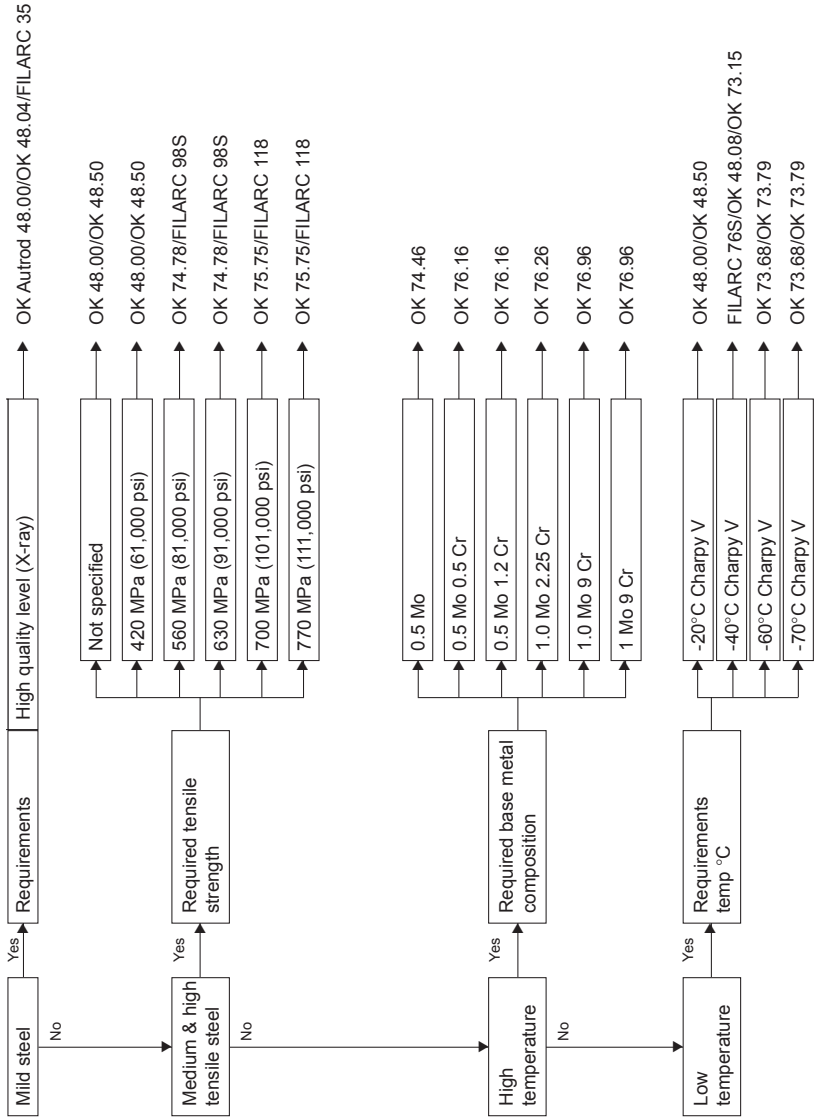 Mild steel
Yes
Requirements
High quality level (X-ray)
OK Autrod 48.00/OK 48.04/FILARC 35
No
Medium & high
tensile steel
Yes
Required tensile
strength
Not specified
OK 48.00/OK 48.50
420 MPa (61,000 psi)
OK 48.00/OK 48.50
560 MPa (81,000 psi)
OK 74.78/FILARC 98S
630 MPa (91,000 psi)
OK 74.78/FILARC 98S
700 MPa (101,000 psi)
OK 75.75/FILARC 118
770 MPa (111,000 psi)
OK 75.75/FILARC 118
No
High
temperature
Yes
Required base metal
composition
0.5 Mo
OK 74.46
0.5 Mo 0.5 Cr
OK 76.16
0.5 Mo 1.2 Cr
OK 76.16
1.0 Mo 2.25 Cr
OK 76.26
1.0 Mo 9 Cr
OK 76.96
1 Mo 9 Cr
OK 76.96
No
Low
temperature
Yes
Requirements
temp °C
-20°C Charpy V
OK 48.00/OK 48.50
-40°C Charpy V
FILARC 76S/OK 48.08/OK 73.15
-60°C Charpy V
OK 73.68/OK 73.79
-70°C Charpy V
OK 73.68/OK 73.79